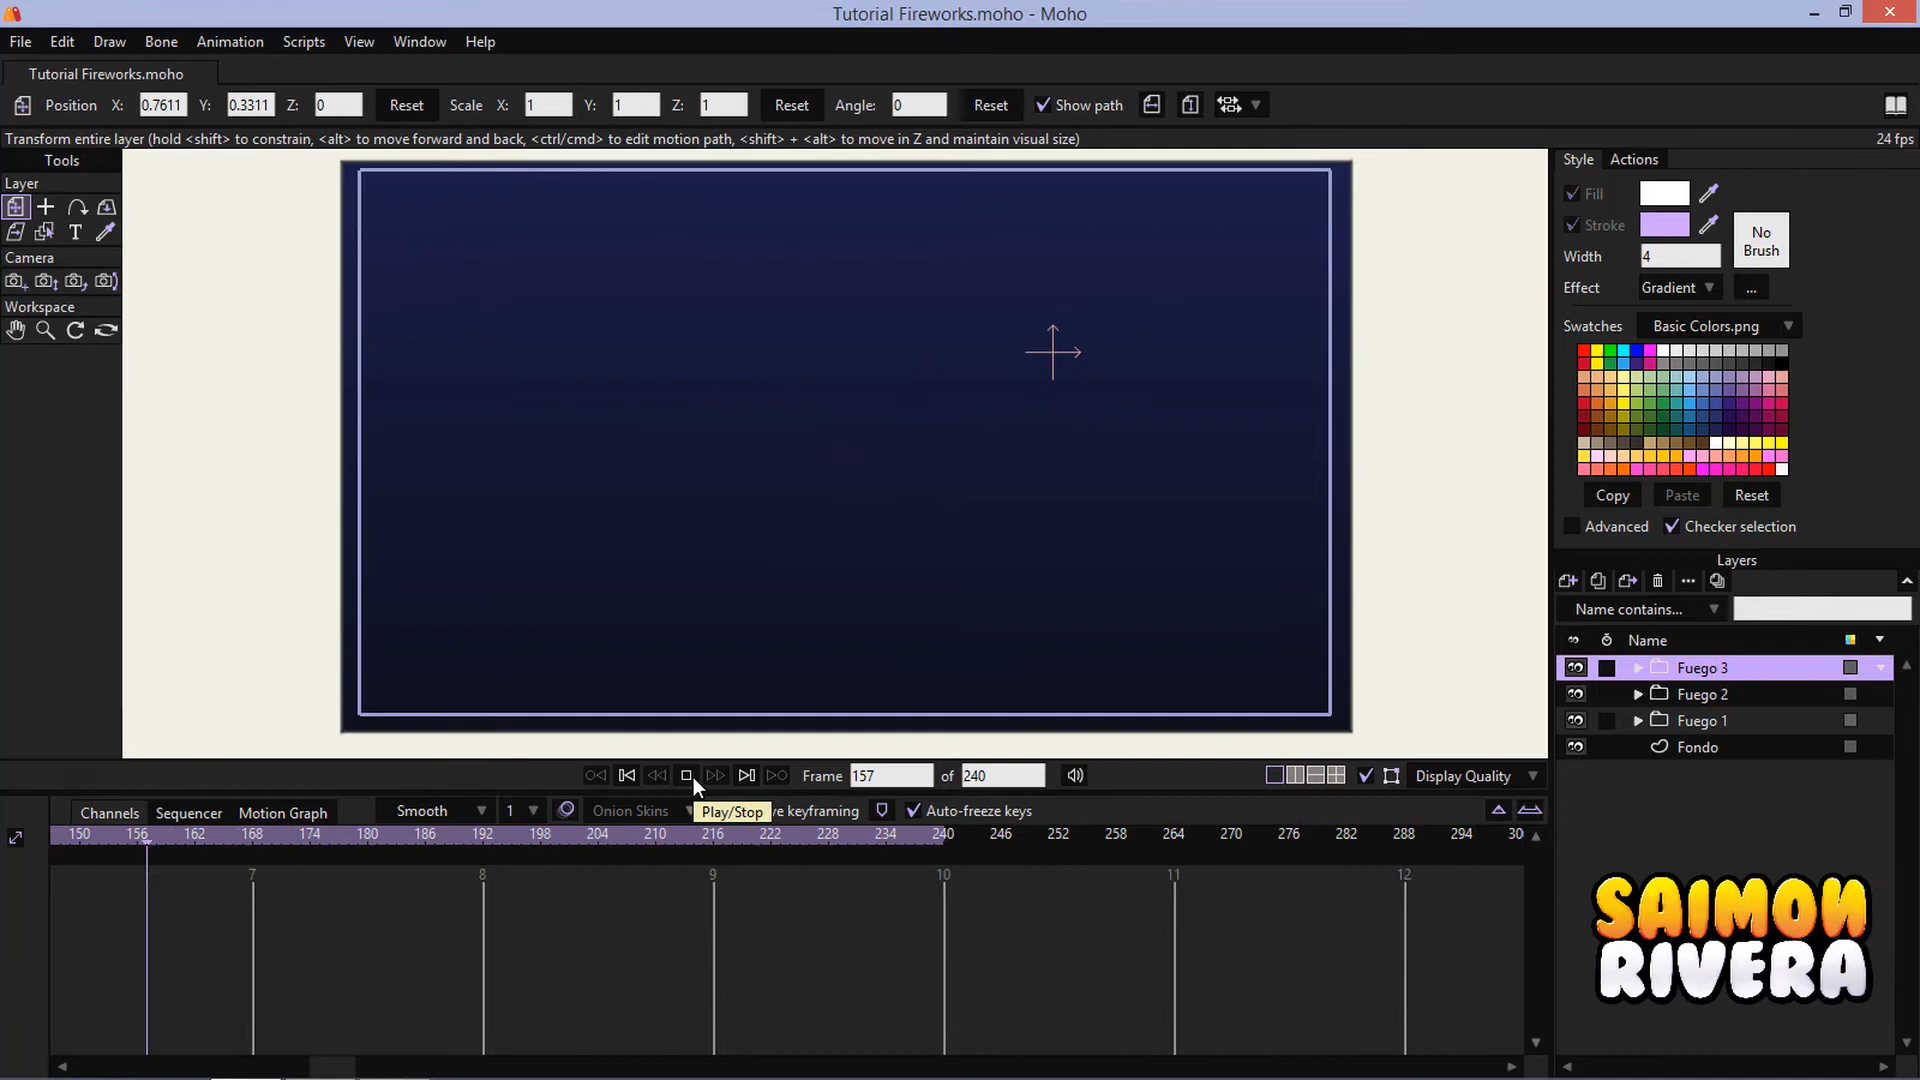 Tutorial Fireworks.moho - Moho
File Edit Draw Bone Animation Scripts View Window Help
Tutorial Fireworks.moho
Position X: 0.7611 Y: 0.3311 Z: 0 Reset Scale X: 1 Y: 1 Z: 1 Reset Angle: 0 Reset Show path
Transform entire layer (hold <shift> to constrain, <alt> to move forward and back, <ctrl/cmd> to edit motion path, <shift> + <alt> to move in Z and maintain visual size) 24 fps
Tools
Layer
T
Camera
Workspace
Style Actions
Fill
Stroke
No
Brush
Width 4
Effect Gradient ...
Swatches Basic Colors.png
Copy Paste Reset
Advanced Checker selection
Layers
Name contains...
Name
Fuego 3
Fuego 2
Fuego 1
Fondo
Frame 157 of 240 Display Quality
Channels Sequencer Motion Graph Smooth 1 Onion Skins Play/Stop ve keyframing Auto-freeze keys
150 156 162 168 174 180 186 192 198 204 210 216 222 228 234 240 246 252 258 264 270 276 282 288 294 30
7 8 9 10 11 12
SAIMON
RIVERA